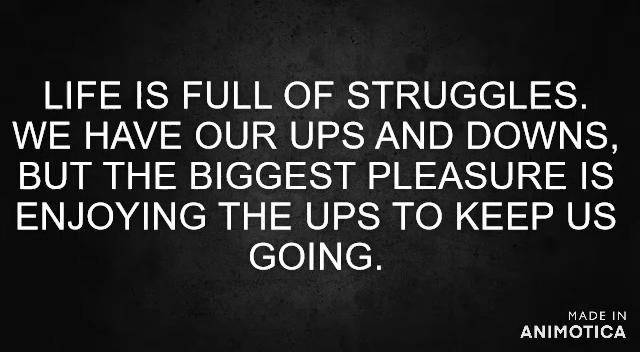 LIFE IS FULL OF STRUGGLES.
WE HAVE OUR UPS AND DOWNS,
BUT THE BIGGEST PLEASURE IS
ENJOYING THE UPS TO KEEP US
GOING.
MADE IN
ANIMOTICA